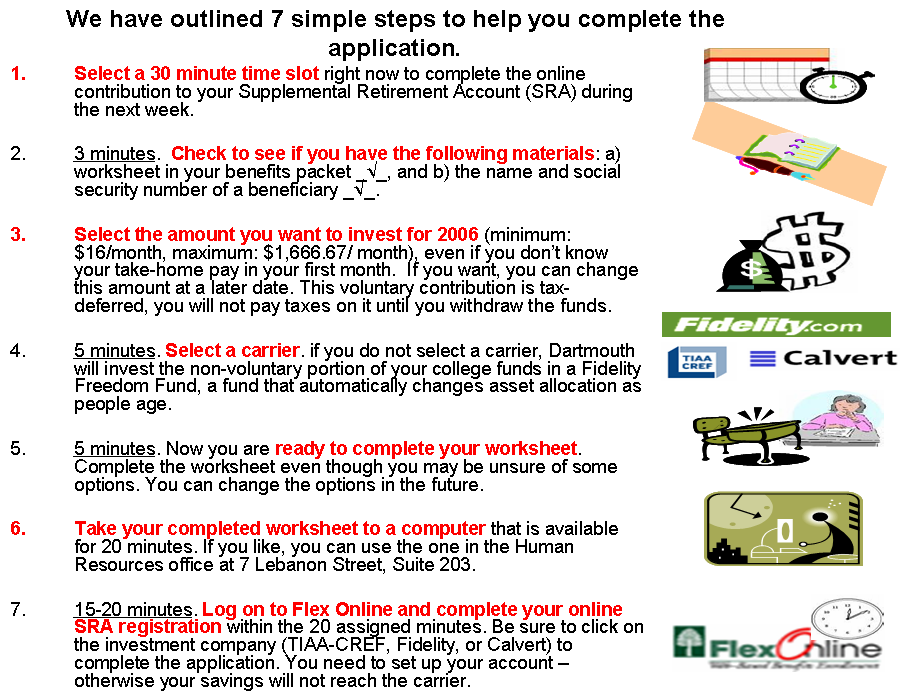 We have outlined 7 simple steps to help you complete the
application.
1. Select a 30 minute time slot right now to complete the online
contribution to your Supplemental Retirement Account (SRA) during
the next week.
2. 3 minutes. Check to see if you have the following materials: a)
worksheet in your benefits packet _√_, and b) the name and social
security number of a beneficiary _√_.
3. Select the amount you want to invest for 2006 (minimum:
$16/month, maximum: $1,666.67/ month), even if you don’t know
your take-home pay in your first month. If you want, you can change
this amount at a later date. This voluntary contribution is tax-
deferred, you will not pay taxes on it until you withdraw the funds.
$
$
Fidelity.com
TIAA
CREF
Calvert
4. 5 minutes. Select a carrier. if you do not select a carrier, Dartmouth
will invest the non-voluntary portion of your college funds in a Fidelity
Freedom Fund, a fund that automatically changes asset allocation as
people age.
5. 5 minutes. Now you are ready to complete your worksheet.
Complete the worksheet even though you may be unsure of some
options. You can change the options in the future.
6. Take your completed worksheet to a computer that is available
for 20 minutes. If you like, you can use the one in the Human
Resources office at 7 Lebanon Street, Suite 203.
7. 15-20 minutes. Log on to Flex Online and complete your online
SRA registration within the 20 assigned minutes. Be sure to click on
the investment company (TIAA-CREF, Fidelity, or Calvert) to
complete the application. You need to set up your account –
otherwise your savings will not reach the carrier.
FlexOnline
Web-Based Benefits Enrollment